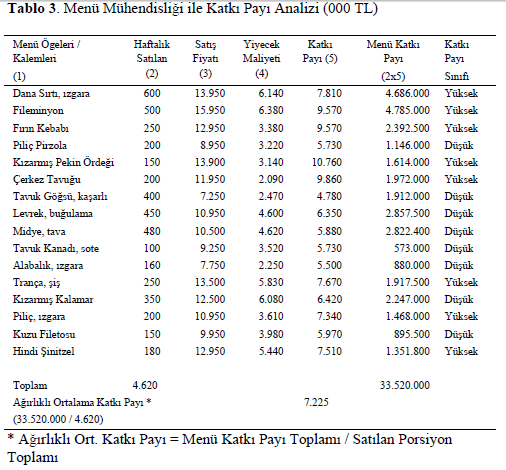 Tablo 3. Menü Mühendisliği ile Katkı Payı Analizi (000 TL)
Menü Ögeleri / Haftalık Satış Yiyecek Katkı Menü Katkı Katkı
Kalemleri Satılan Fiyatı Maliyeti Payı (5) Payı Payı
(1) (2) (3) (4) (2x5) Sınıfı
Dana Sırtı, ızgara 600 13.950 6.140 7.810 4.686.000 Yüksek
Fileminyon 500 15.950 6.380 9.570 4.785.000 Yüksek
Fırın Kebabı 250 12.950 3.380 9.570 2.392.500 Yüksek
Piliç Pirzola 200 8.950 3.220 5.730 1.146.000 Düşük
Kızarmış Pekin Ördeği 150 13.900 3.140 10.760 1.614.000 Yüksek
Çerkez Tavuğu 200 11.950 2.090 9.860 1.972.000 Yüksek
Tavuk Göğsü, kaşarlı 400 7.250 2.470 4.780 1.912.000 Düşük
Levrek, buğulama 450 10.950 4.600 6.350 2.857.500 Düşük
Midye, tava 480 10.500 4.620 5.880 2.822.400 Düşük
Tavuk Kanadı, sote 100 9.250 3.520 5.730 573.000 Düşük
Alabalık, ızgara 160 7.750 2.250 5.500 880.000 Düşük
Trança, şiş 250 13.500 5.830 7.670 1.917.500 Yüksek
Kızarmış Kalamar 350 12.500 6.080 6.420 2.247.000 Düşük
Piliç, ızgara 200 10.950 3.610 7.340 1.468.000 Yüksek
Kuzu Filetosu 150 9.950 3.980 5.970 895.500 Düşük
Hindi Şinitzel 180 12.950 5.440 7.510 1.351.800 Yüksek
Toplam 4.620 33.520.000
Ağırlıklı Ortalama Katkı Payı * 7.225
(33.520.000 / 4.620)
* Ağırlıklı Ort. Katkı Payı = Menü Katkı Payı Toplamı / Satılan Porsiyon
Toplamı